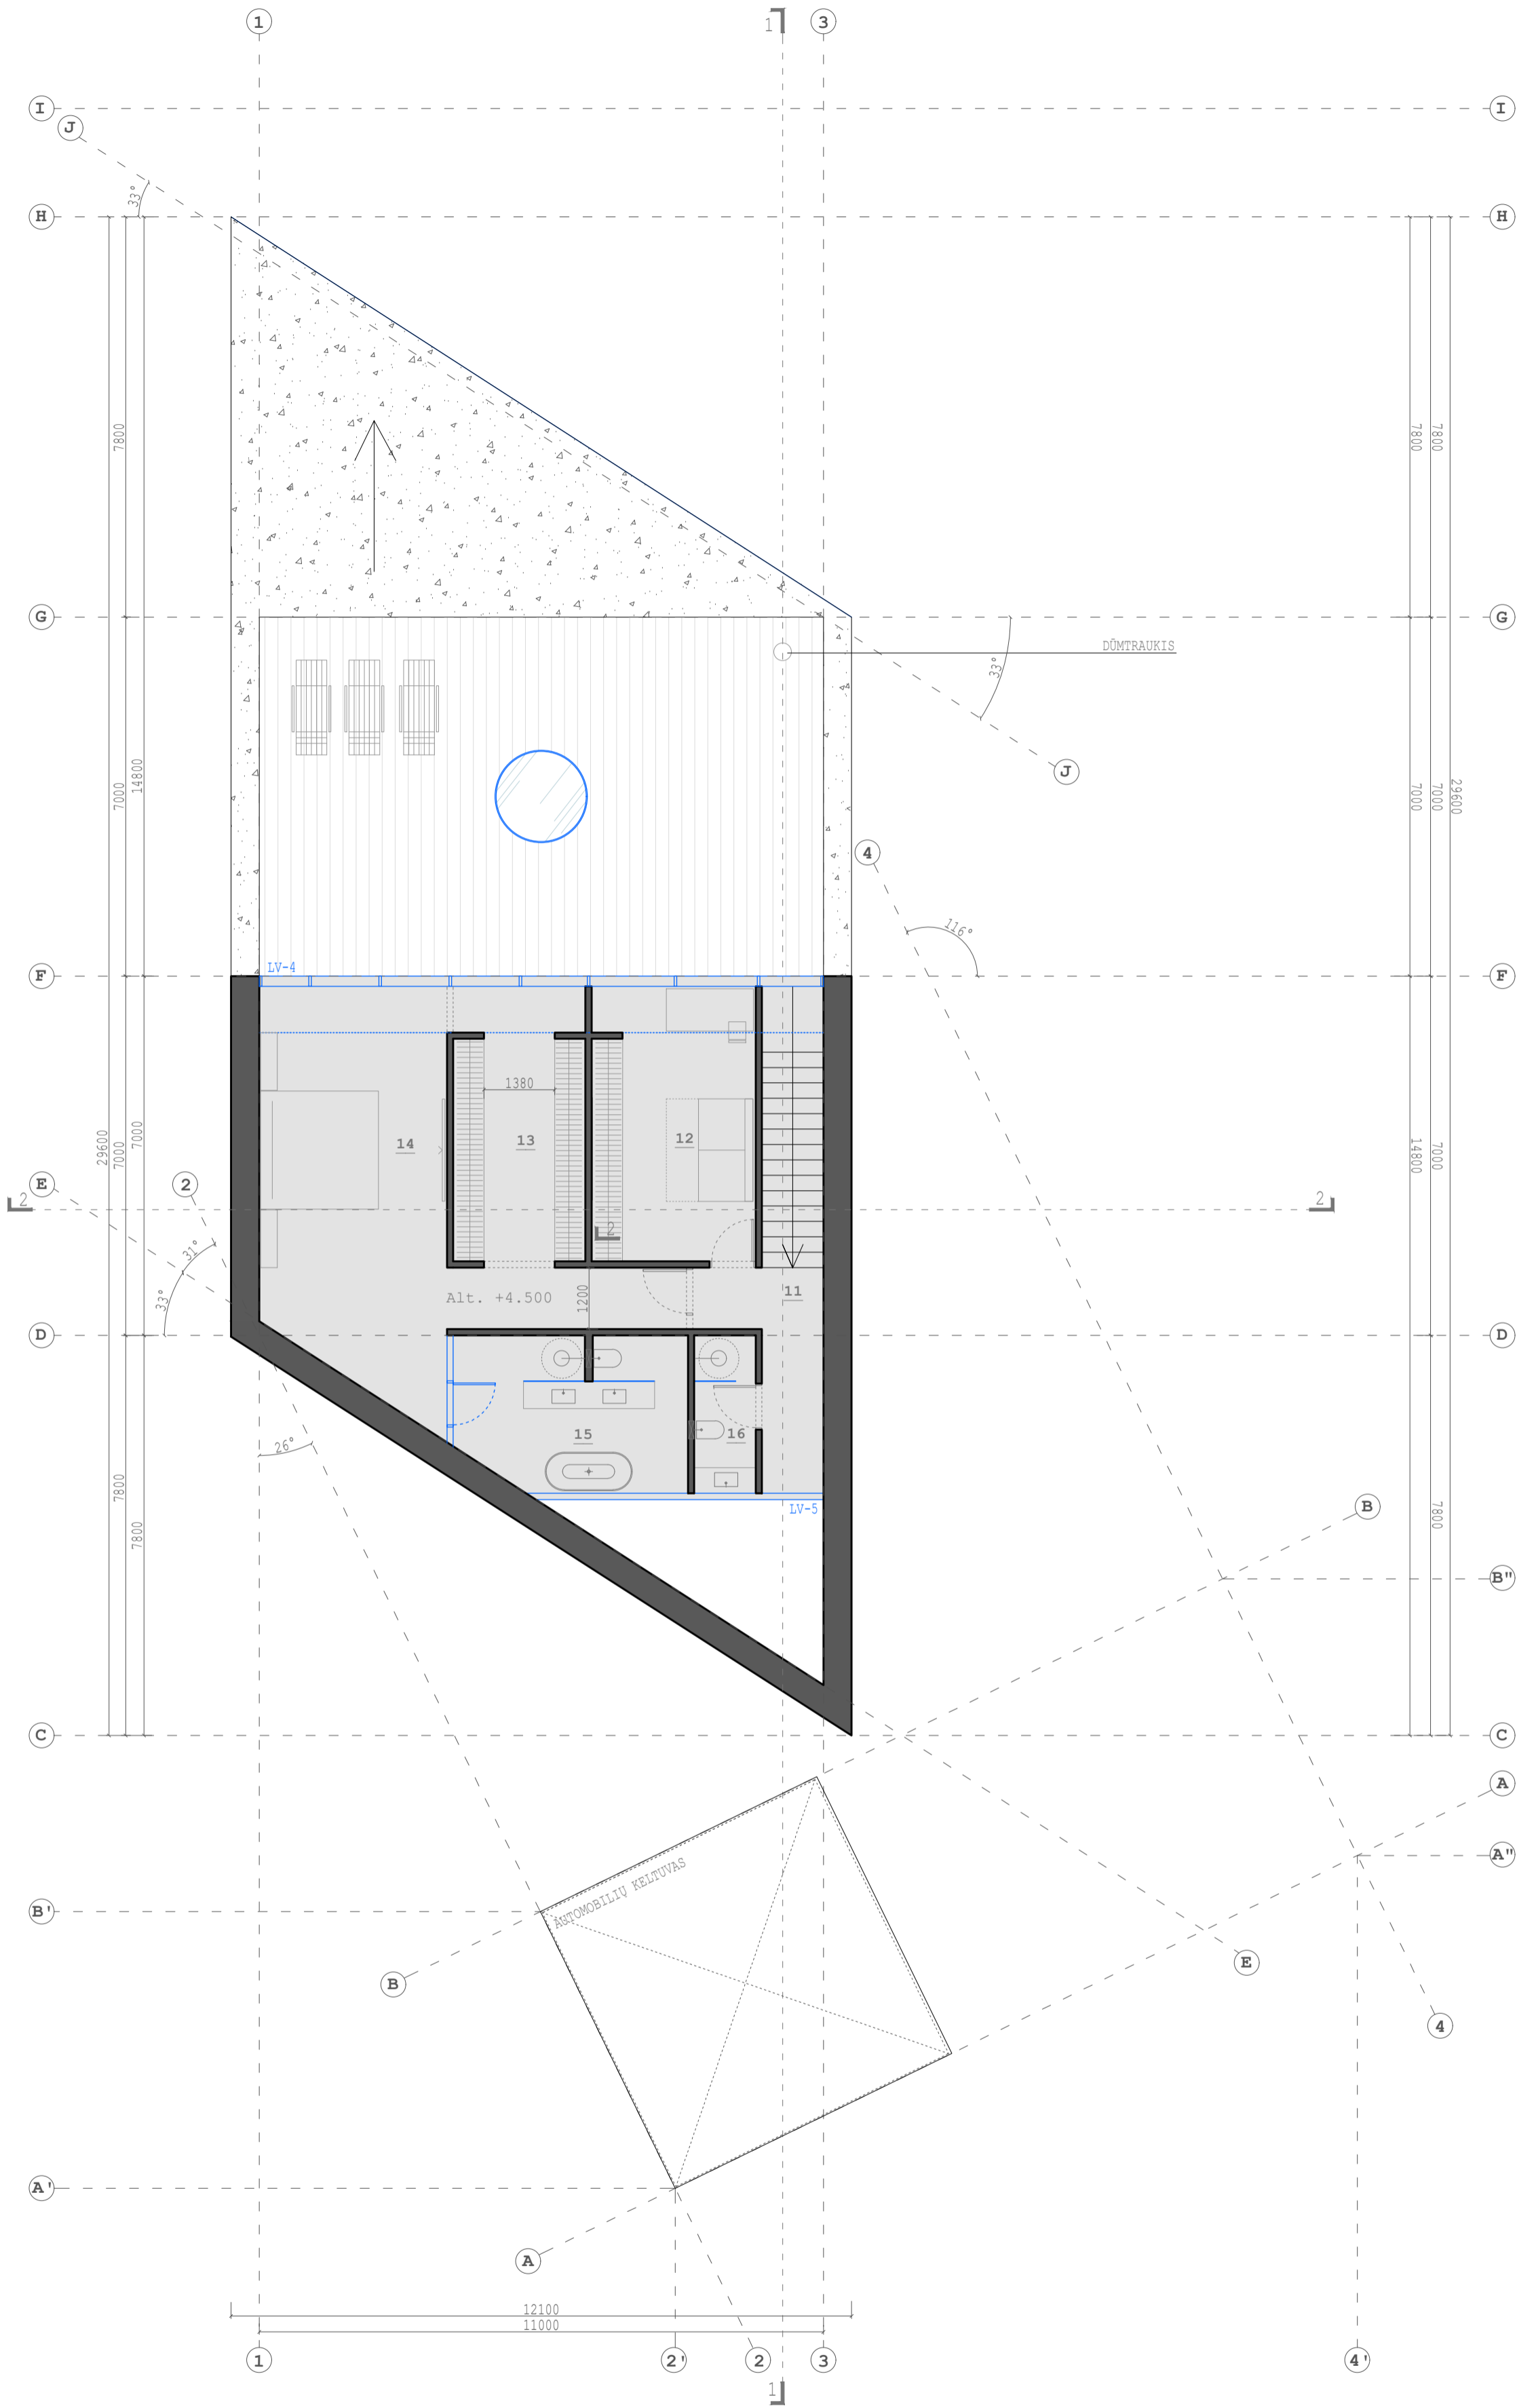 1
1
3
I
I
J
33°
H
H
7800
7800
7800
G
G
DŪMTRAUKIS
33°
J
7000
14800
7000
7000
29600
4
116°
F
LV-4
F
1380
14
13
12
29600
7000
7000
14800
7000
E
2
2
2
2
31°
33°
Alt. +4.500
1200
11
D
D
15
16
26°
7800
7800
7800
LV-5
B
B"
C
C
A
A"
AUTOMOBILIŲ KELTUVAS
B'
B
E
4
A'
A
12100
11000
1
2'
2
3
4'
1